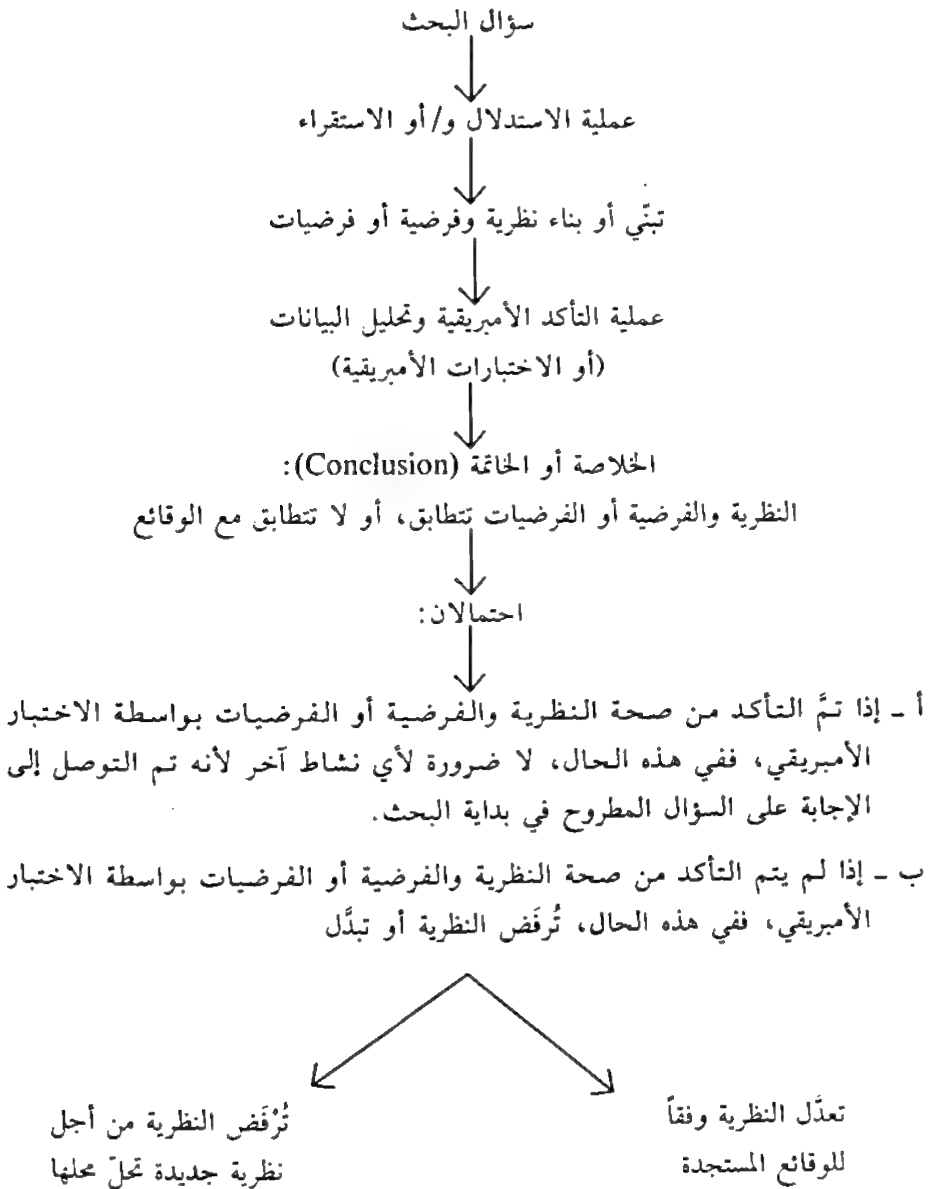 سؤال البحث
عملية الاستدلال و/أو الاستقراء
تبنّي أو بناء نظرية وفرضية أو فرضيات
عملية التأكد الأمبريقية وتحليل البيانات
(أو الاختبارات الأمبريقية)
الخلاصة أو الخاتمة (Conclusion):
النظرية والفرضية أو الفرضيات تتطابق، أو لا تتطابق مع الوقائع
احتمالان:
أ ـ إذا تمَّ التأكد من صحة النظرية والفرضية أو الفرضيات بواسطة الاختبار
الأمبريقي، ففي هذه الحال، لا ضرورة لأي نشاط آخر لأنه تم التوصل إلى
الإجابة على السؤال المطروح في بداية البحث.
ب ـ إذا لم يتم التأكد من صحة النظرية والفرضية أو الفرضيات بواسطة الاختبار
الأمبريقي، ففي هذه الحال، تُرفَض النظرية أو تبدَّل
تعدَّل النظرية وفقاً
للوقائع المستجدة
تُرْفَض النظرية من أجل
نظرية جديدة تحلّ محلها